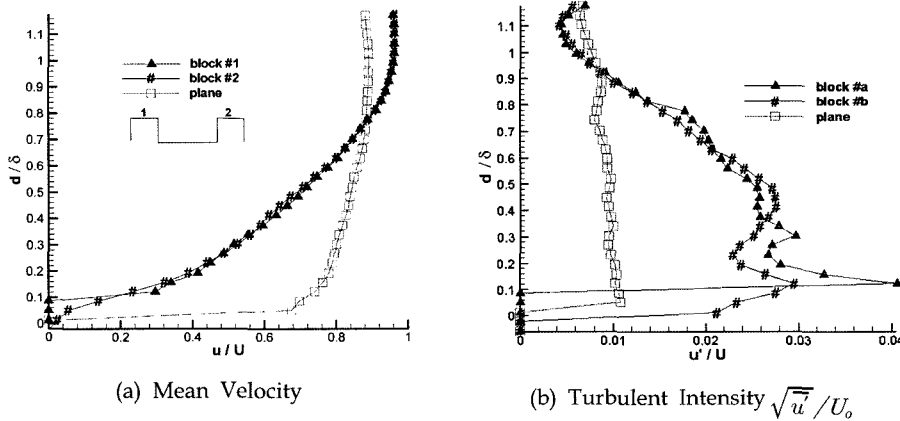 1.1
1
0.9
0.8
0.7
0.6
0.5
0.4
0.3
0.2
0.1
0
d / δ
block #1
block #2
plane
1 2
0 0.2 0.4 0.6 0.8 1
u / U
(a) Mean Velocity
1.1
1
0.9
0.8
0.7
0.6
0.5
0.4
0.3
0.2
0.1
0
d / δ
block #a
block #b
plane
0 0.01 0.02 0.03 0.04
u' / U
(b) Turbulent Intensity √u̅'̅ /U₀